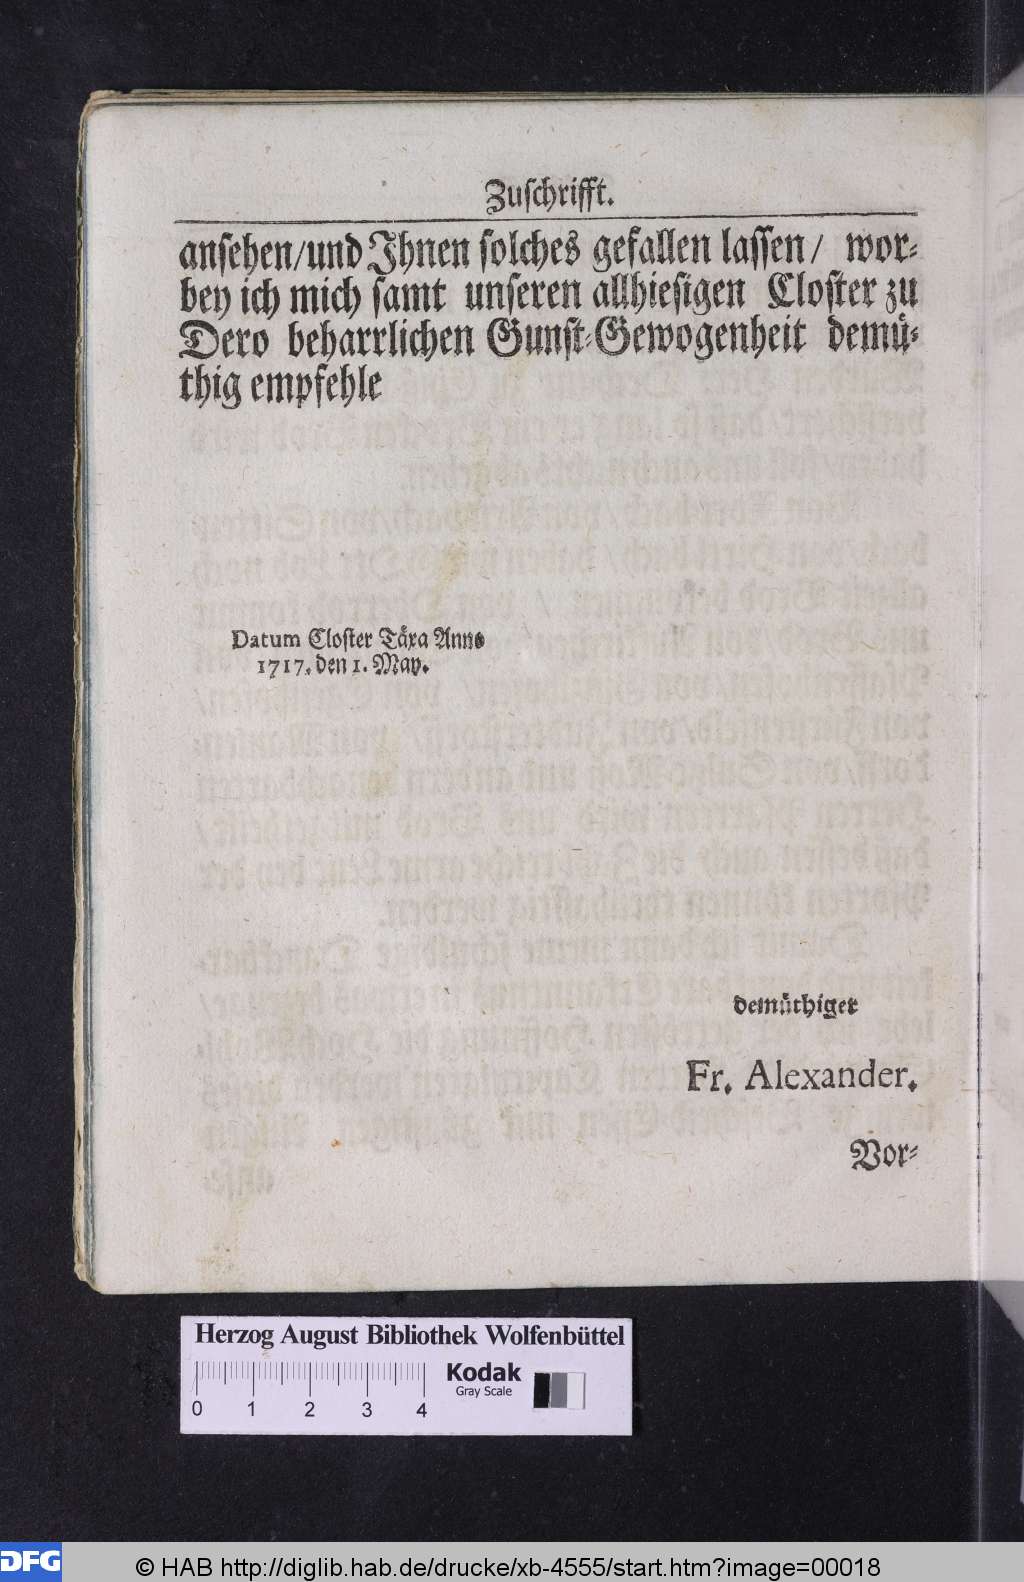 Zuschrifft.
ansehen/und Ihnen solches gefallen lassen/ wor-
bey ich mich samt unseren allhiesigen Closter zu
Dero beharrlichen Gunst-Gewogenheit demü-
thig empfehle
Datum Closter Täxa Anno
1717. den 1. May.
demüthiger
Fr. Alexander.
Vor-
Herzog August Bibliothek Wolfenbüttel
Kodak
Gray Scale
0 1 2 3 4
DFG
© HAB http://diglib.hab.de/drucke/xb-4555/start.htm?image=00018